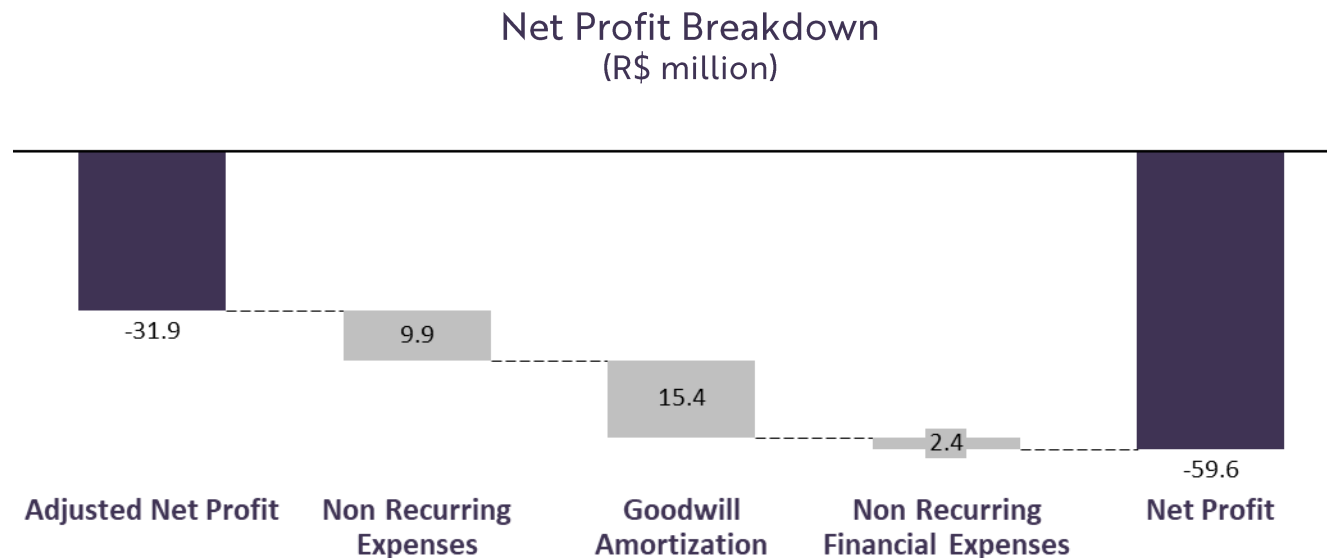 Net Profit Breakdown
(R$ million)
-31.9
9.9
15.4
2.4
-59.6
Adjusted Net Profit
Non Recurring
Expenses
Goodwill
Amortization
Non Recurring
Financial Expenses
Net Profit